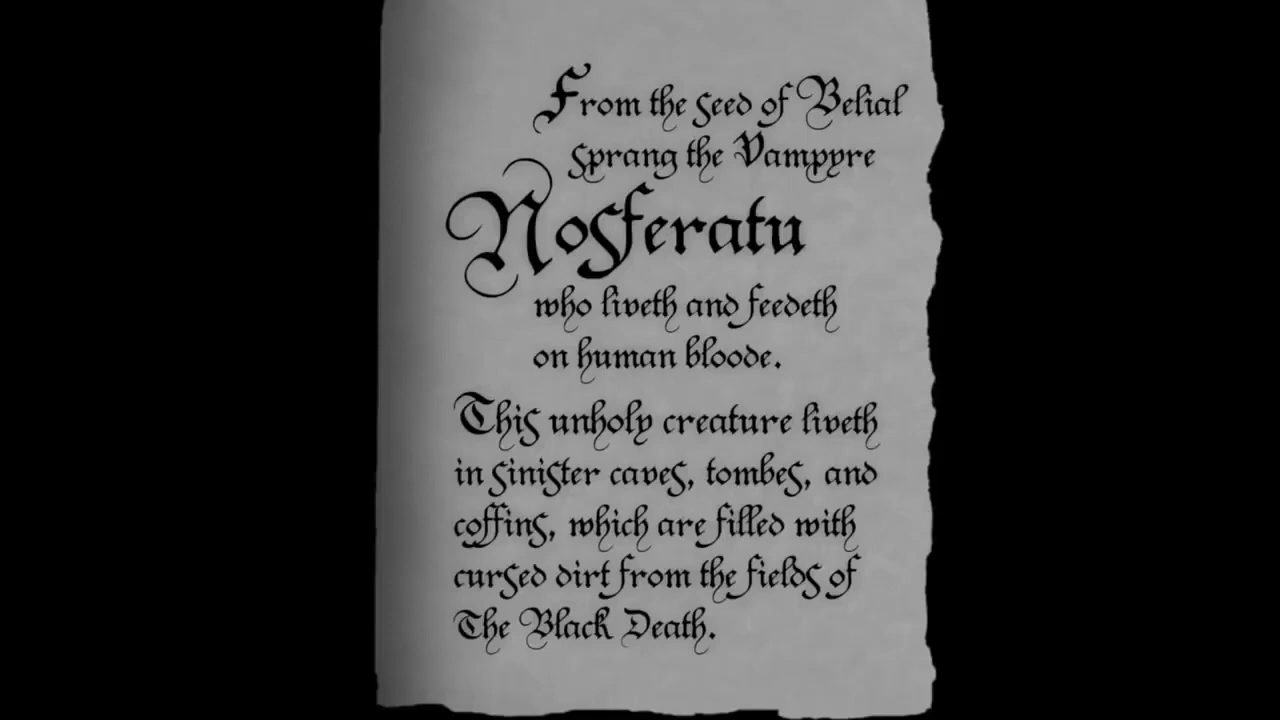 From the seed of Belial
sprang the Vampyre
Nosferatu
who liveth and feedeth
on human bloode.
This unholy creature liveth
in sinister caves, tombes, and
coffins, which are filled with
cursed dirt from the fields of
The Black Death.